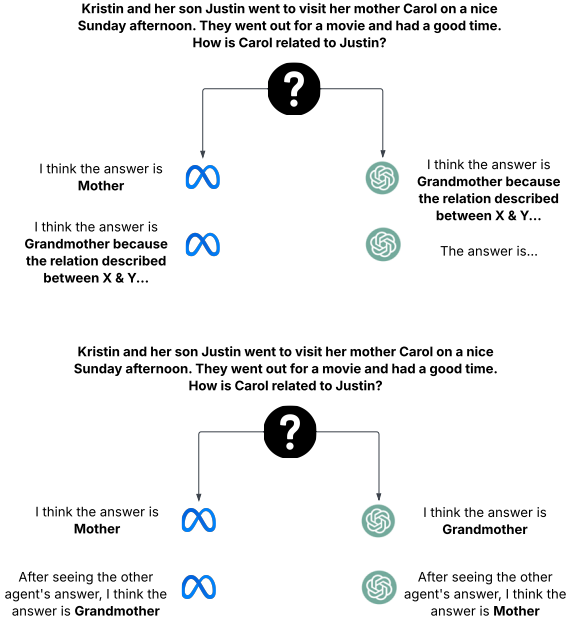 Kristin and her son Justin went to visit her mother Carol on a nice
Sunday afternoon. They went out for a movie and had a good time.
How is Carol related to Justin?
?
I think the answer is
Mother
I think the answer is
Grandmother because
the relation described
between X & Y...
I think the answer is
Grandmother because
the relation described
between X & Y...
The answer is...
Kristin and her son Justin went to visit her mother Carol on a nice
Sunday afternoon. They went out for a movie and had a good time.
How is Carol related to Justin?
?
I think the answer is
Mother
I think the answer is
Grandmother
After seeing the other
agent's answer, I think the
answer is Grandmother
After seeing the other
agent's answer, I think the
answer is Mother